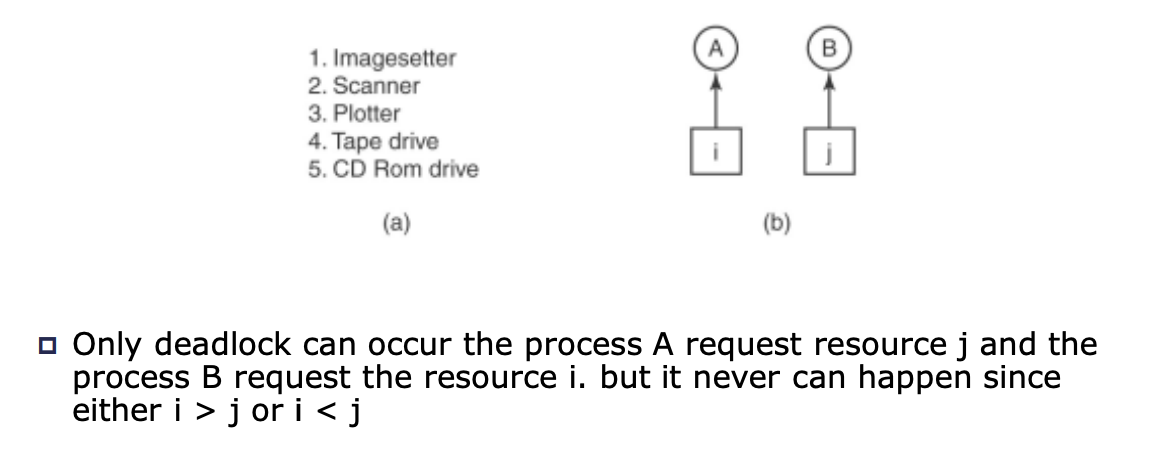 1. Imagesetter
2. Scanner
3. Plotter
4. Tape drive
5. CD Rom drive
(a)
A
B
i
j
(b)
Only deadlock can occur the process A request resource j and the
process B request the resource i. but it never can happen since
either i > j or i < j